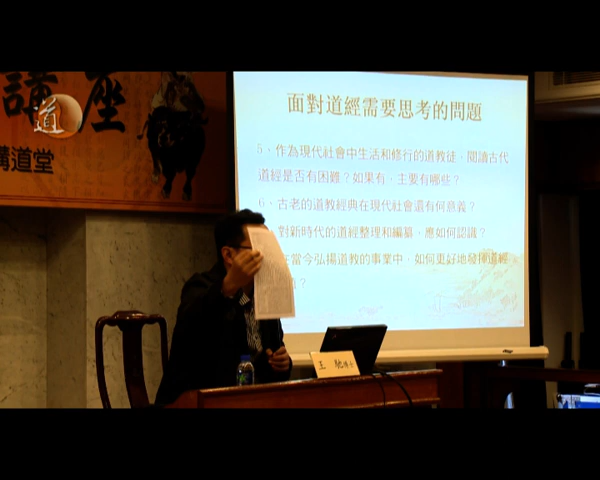 講座
道
講道堂
面對道經需要思考的問題
5、作為現代社會中生活和修行的道教徒，閱讀古代
道經是否有困難？如果有，主要有哪些？
6、古老的道教經典在現代社會還有何意義？
對新時代的道經整理和編纂，應如何認識？
在當今弘揚道教的事業中，如何更好地發揮道經
？
王 馳 博士